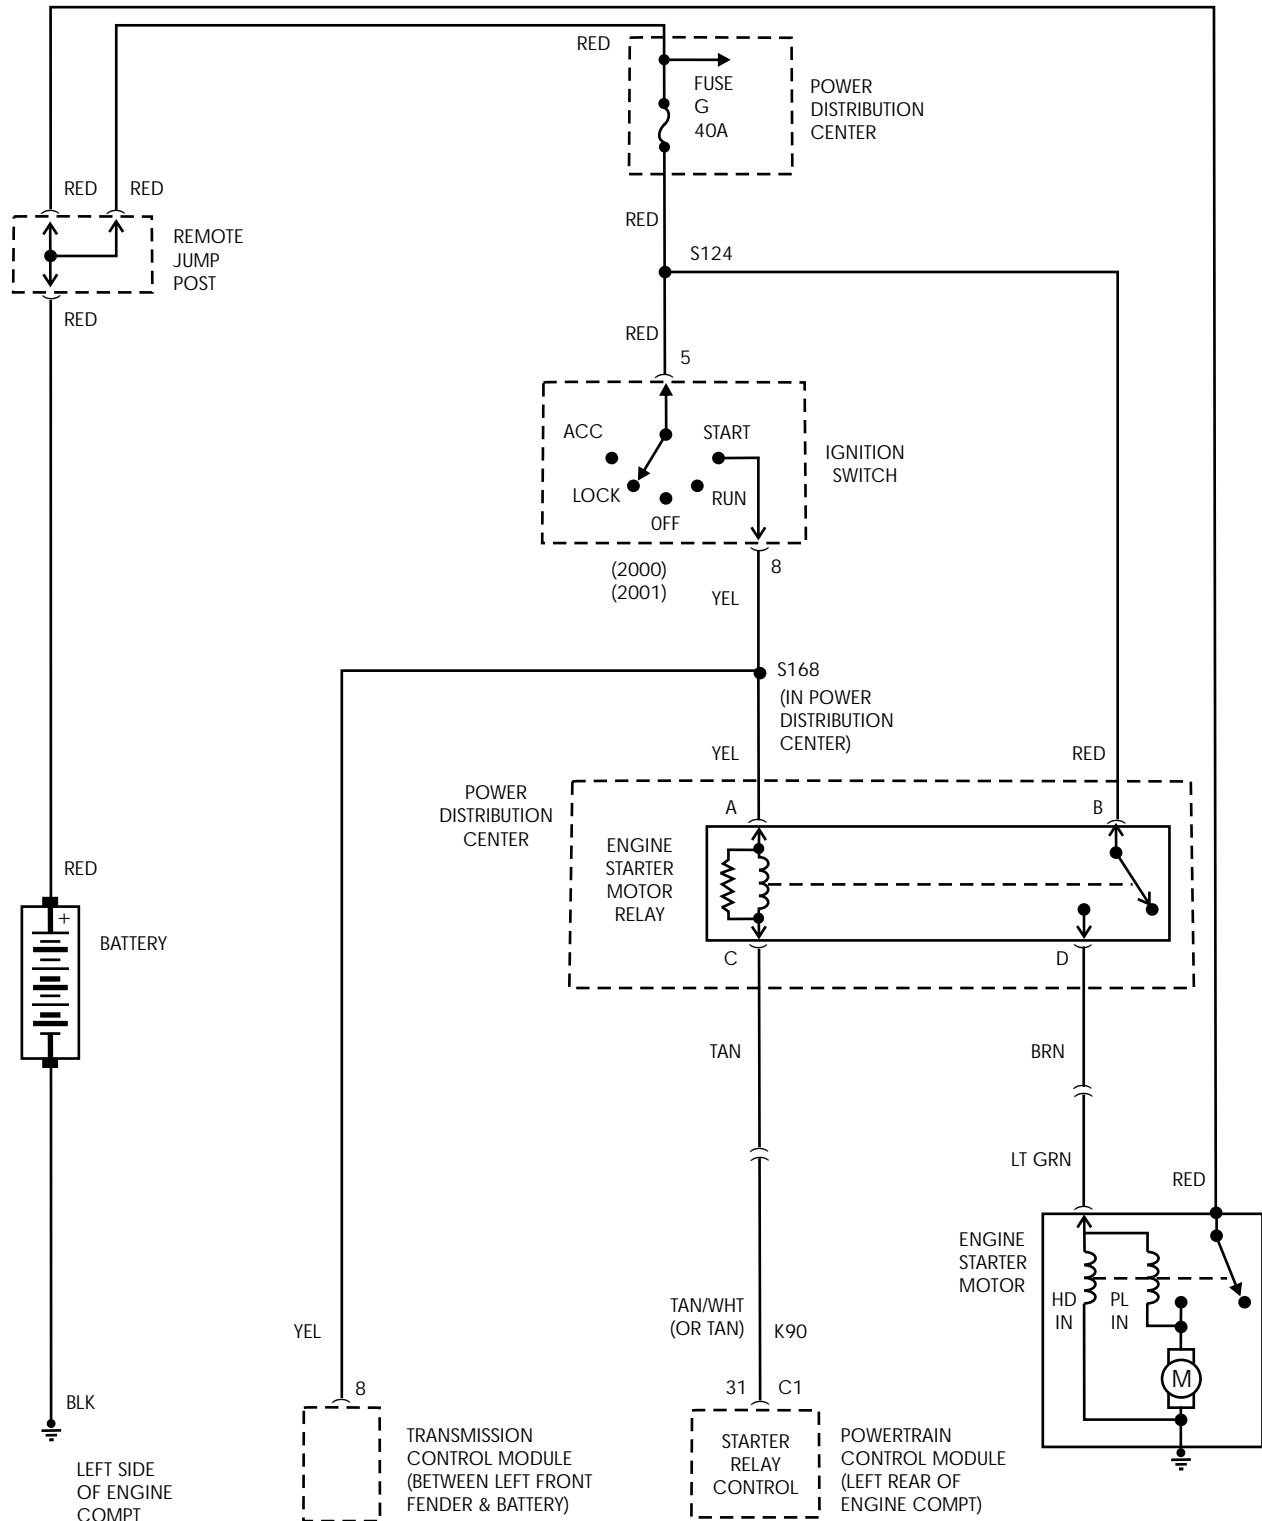 RED
FUSE
G
40A
POWER
DISTRIBUTION
CENTER
RED
RED
REMOTE
JUMP
POST
RED
RED
S124
RED
5
ACC
START
LOCK
RUN
OFF
IGNITION
SWITCH
(2000)
(2001)
8
YEL
S168
(IN POWER
DISTRIBUTION
CENTER)
YEL
RED
POWER
DISTRIBUTION
CENTER
A
B
ENGINE
STARTER
MOTOR
RELAY
C
D
RED
+
BATTERY
TAN
BRN
LT GRN
RED
ENGINE
STARTER
MOTOR
HD
IN
PL
IN
M
TAN/WHT
(OR TAN)
K90
YEL
8
31
C1
BLK
LEFT SIDE
OF ENGINE
COMPT
TRANSMISSION
CONTROL MODULE
(BETWEEN LEFT FRONT
FENDER & BATTERY)
STARTER
RELAY
CONTROL
POWERTRAIN
CONTROL MODULE
(LEFT REAR OF
ENGINE COMPT)